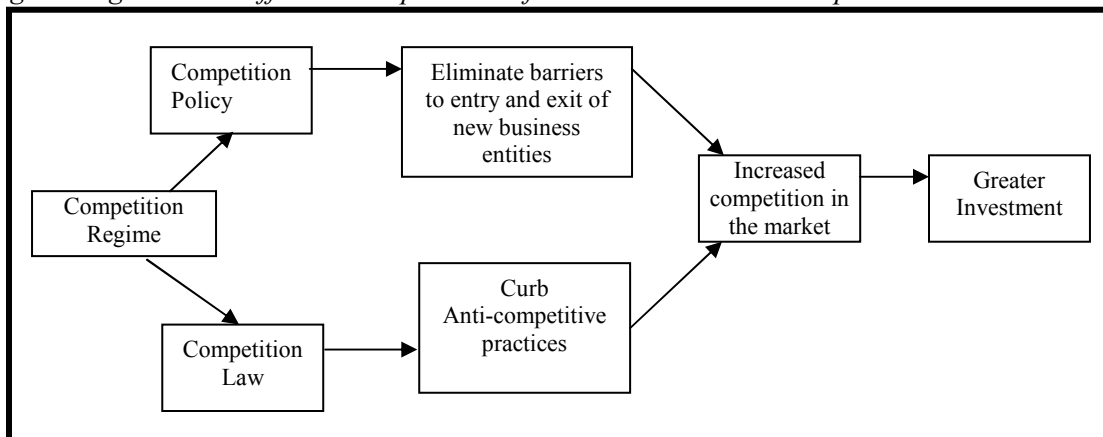 Competition
Policy
Eliminate barriers
to entry and exit of
new business
entities
Increased
competition in
the market
Greater
Investment
Competition
Regime
Curb
Anti-competitive
practices
Competition
Law